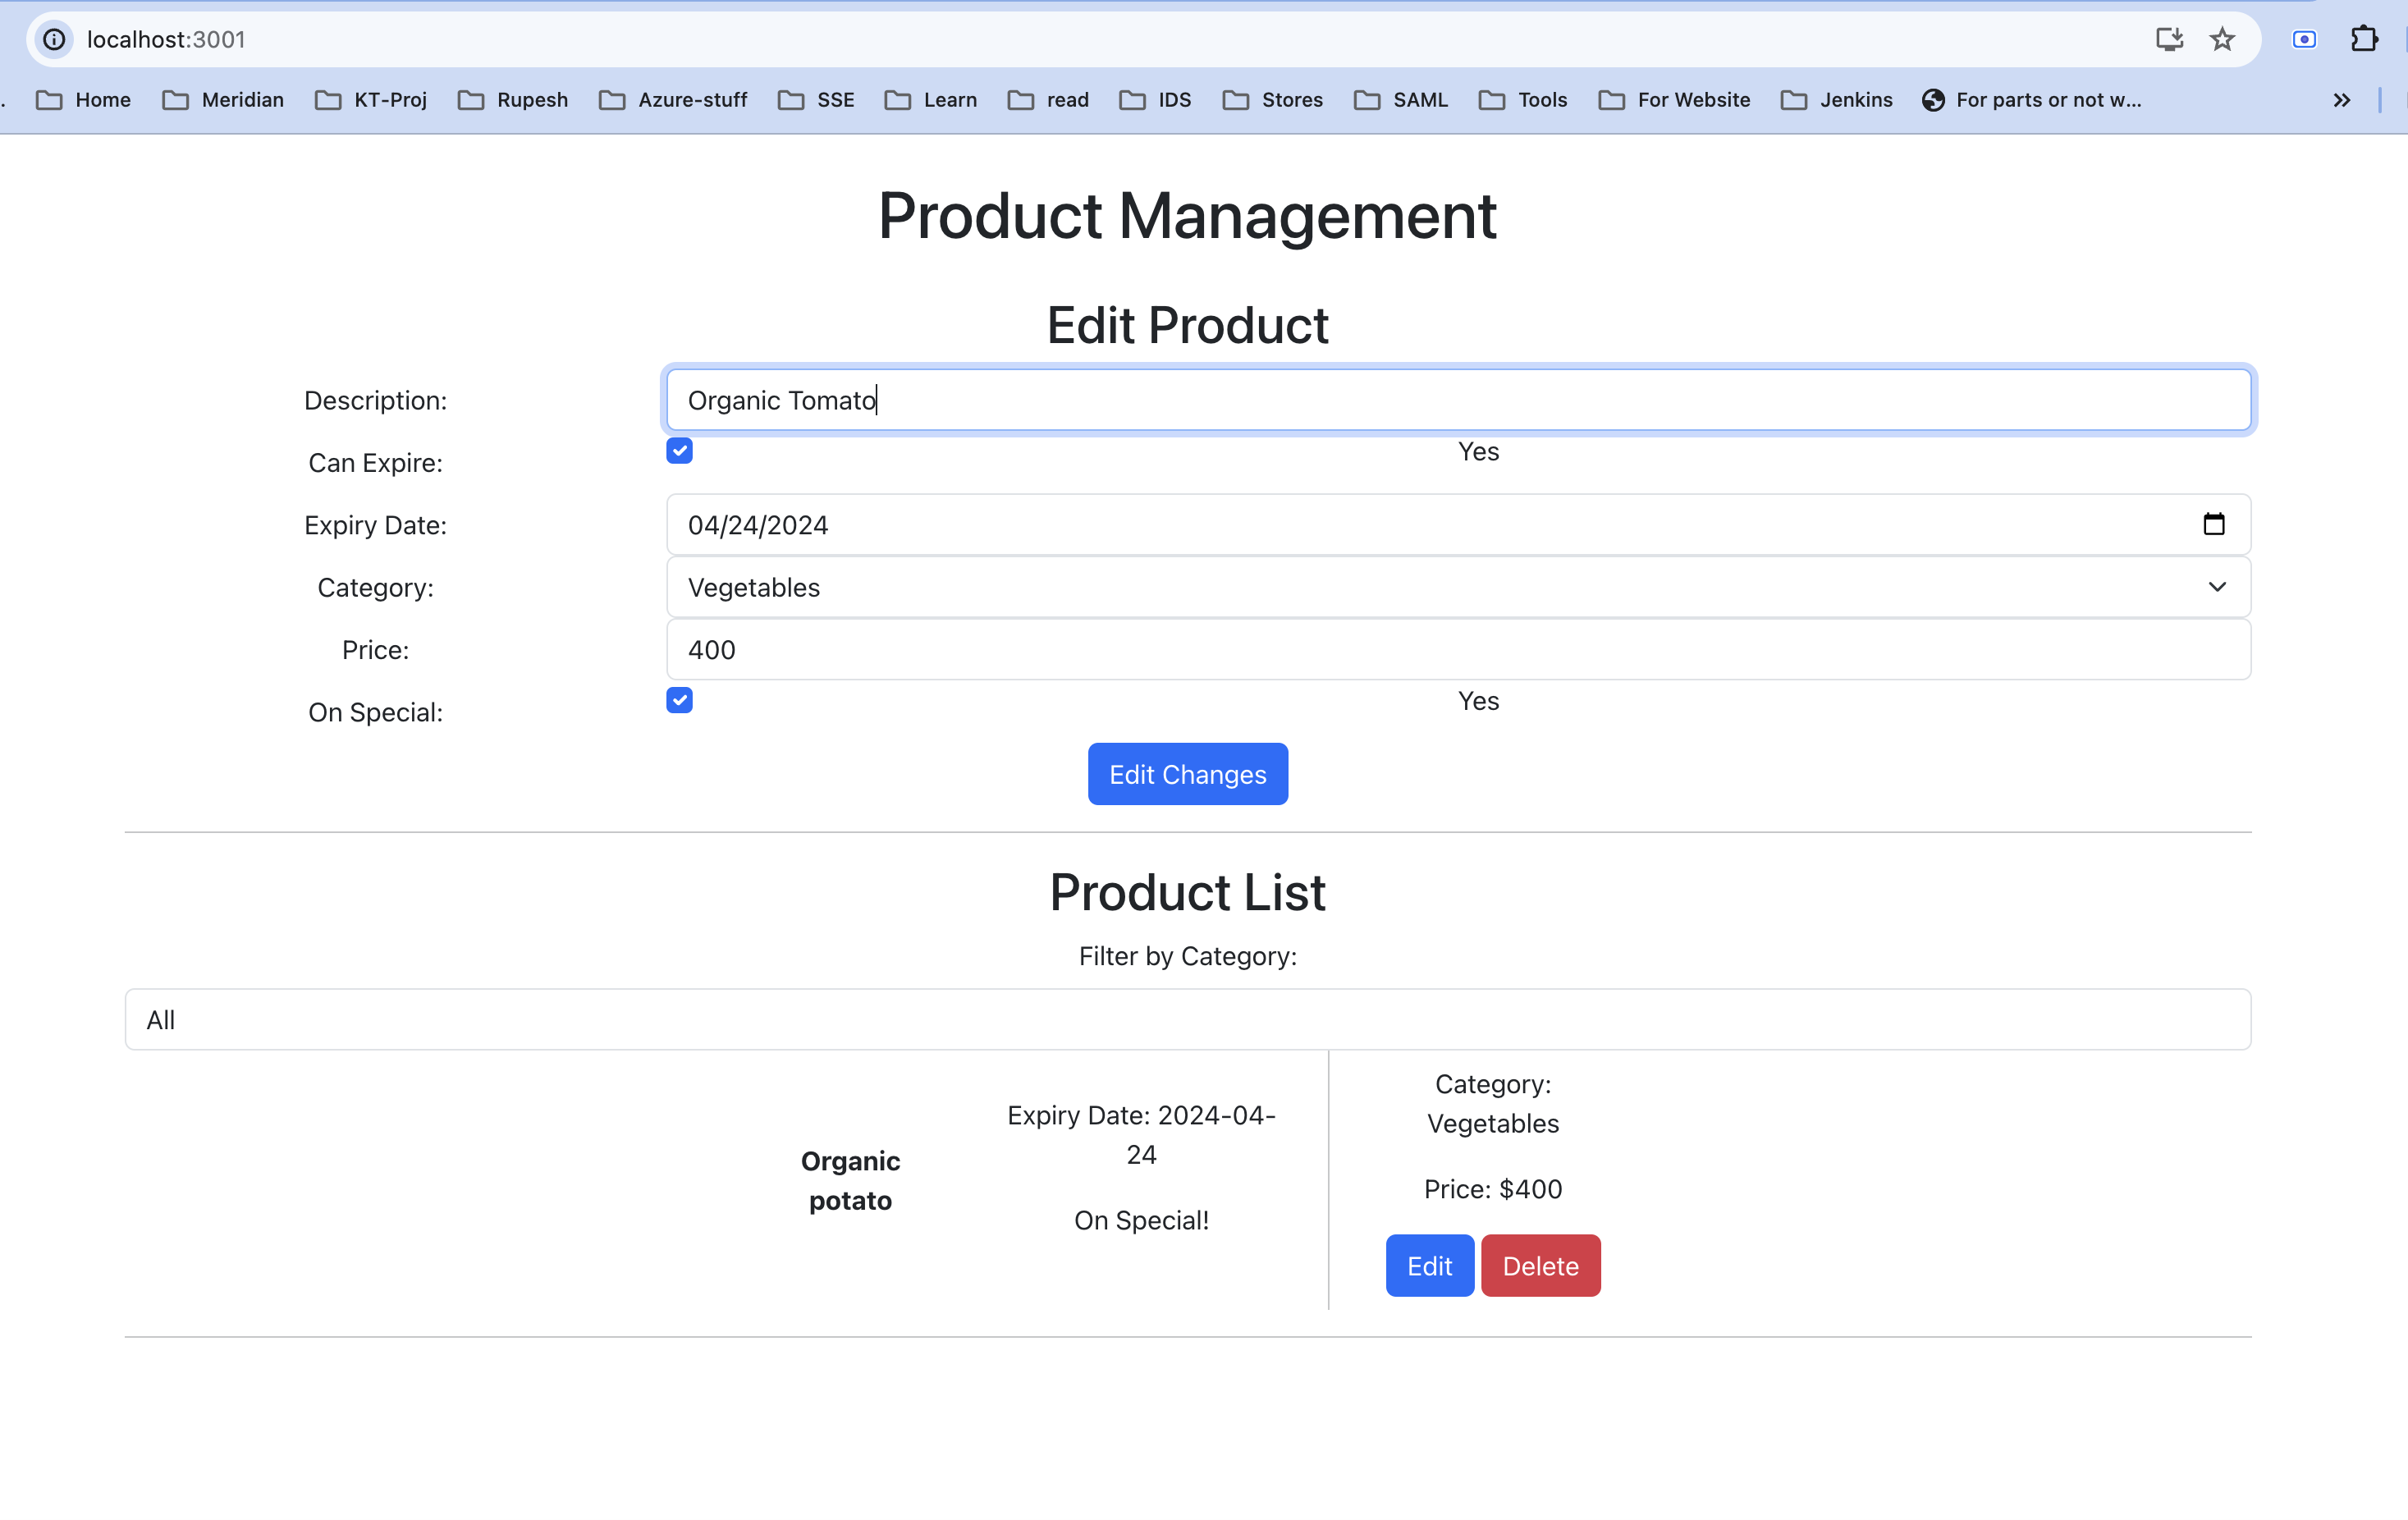 localhost:3001
Home Meridian KT-Proj Rupesh Azure-stuff SSE Learn read IDS Stores SAML Tools For Website Jenkins For parts or not w...
Product Management
Edit Product
Description: Organic Tomato
Can Expire: Yes
Expiry Date: 04/24/2024
Category: Vegetables
Price: 400
On Special: Yes
Edit Changes
Product List
Filter by Category:
All
Organic
potato
Expiry Date: 2024-04-
24
On Special!
Category:
Vegetables
Price: $400
Edit Delete